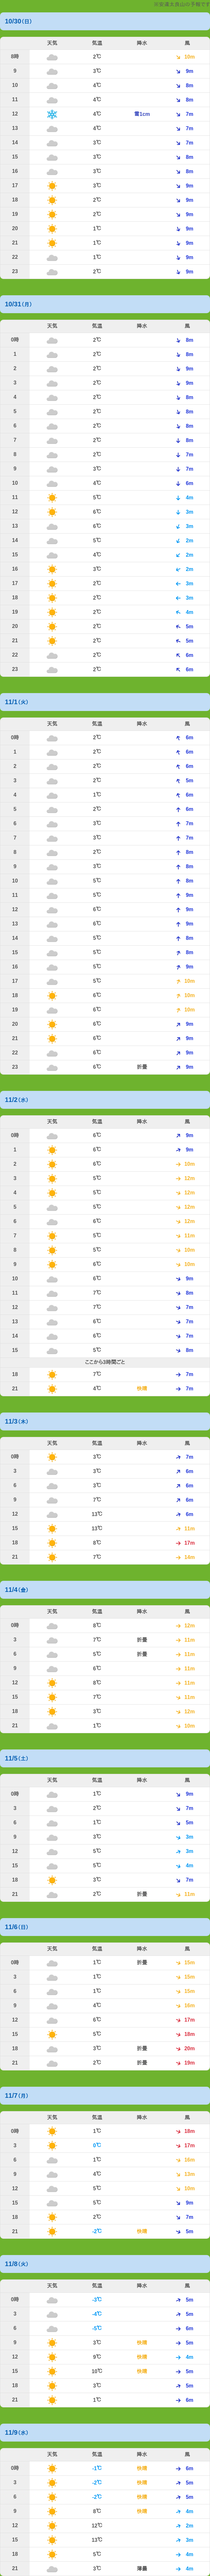 ※如来太良山の予報です
10/30（日）
天気 気温 降水 風
8時 2℃ 10m
9 3℃ 9m
10 4℃ 8m
11 4℃ 8m
12 4℃ 雪1cm 7m
13 4℃ 7m
14 3℃ 7m
15 3℃ 8m
16 3℃ 8m
17 3℃ 9m
18 2℃ 9m
19 2℃ 9m
20 1℃ 9m
21 1℃ 9m
22 1℃ 9m
23 2℃ 9m
10/31（月）
天気 気温 降水 風
0時 2℃ 8m
1 2℃ 8m
2 2℃ 9m
3 2℃ 9m
4 2℃ 8m
5 2℃ 8m
6 2℃ 8m
7 2℃ 8m
8 2℃ 7m
9 3℃ 7m
10 4℃ 6m
11 5℃ 4m
12 6℃ 3m
13 6℃ 3m
14 5℃ 2m
15 4℃ 2m
16 3℃ 2m
17 2℃ 3m
18 2℃ 3m
19 2℃ 4m
20 2℃ 5m
21 2℃ 5m
22 2℃ 6m
23 2℃ 6m
11/1（火）
天気 気温 降水 風
0時 2℃ 6m
1 2℃ 6m
2 2℃ 6m
3 2℃ 5m
4 1℃ 6m
5 2℃ 6m
6 3℃ 7m
7 3℃ 7m
8 2℃ 8m
9 3℃ 8m
10 5℃ 8m
11 5℃ 9m
12 6℃ 9m
13 6℃ 9m
14 5℃ 8m
15 5℃ 8m
16 5℃ 9m
17 5℃ 10m
18 6℃ 10m
19 6℃ 10m
20 6℃ 9m
21 6℃ 9m
22 6℃ 9m
23 6℃ 折曇 9m
11/2（水）
天気 気温 降水 風
0時 6℃ 9m
1 6℃ 9m
2 6℃ 10m
3 5℃ 12m
4 5℃ 12m
5 5℃ 12m
6 6℃ 12m
7 5℃ 11m
8 5℃ 10m
9 6℃ 10m
10 6℃ 9m
11 7℃ 8m
12 7℃ 7m
13 6℃ 7m
14 6℃ 7m
15 5℃ 8m
ここから3時間ごと
18 7℃ 7m
21 4℃ 快晴 7m
11/3（木）
天気 気温 降水 風
0時 3℃ 7m
3 3℃ 6m
6 3℃ 6m
9 7℃ 6m
12 13℃ 6m
15 13℃ 11m
18 8℃ 17m
21 7℃ 14m
11/4（金）
天気 気温 降水 風
0時 8℃ 12m
3 7℃ 折曇 11m
6 5℃ 折曇 11m
9 6℃ 11m
12 8℃ 11m
15 7℃ 11m
18 3℃ 12m
21 1℃ 10m
11/5（土）
天気 気温 降水 風
0時 1℃ 9m
3 2℃ 7m
6 1℃ 5m
9 3℃ 3m
12 5℃ 3m
15 5℃ 4m
18 3℃ 7m
21 2℃ 折曇 11m
11/6（日）
天気 気温 降水 風
0時 1℃ 折曇 15m
3 1℃ 15m
6 1℃ 15m
9 4℃ 16m
12 6℃ 17m
15 5℃ 18m
18 3℃ 折曇 20m
21 2℃ 折曇 19m
11/7（月）
天気 気温 降水 風
0時 1℃ 18m
3 0℃ 17m
6 1℃ 16m
9 4℃ 13m
12 5℃ 10m
15 5℃ 9m
18 2℃ 7m
21 -2℃ 快晴 5m
11/8（火）
天気 気温 降水 風
0時 -3℃ 5m
3 -4℃ 5m
6 -5℃ 6m
9 3℃ 快晴 5m
12 9℃ 快晴 4m
15 10℃ 快晴 5m
18 3℃ 5m
21 1℃ 6m
11/9（水）
天気 気温 降水 風
0時 -1℃ 快晴 6m
3 -2℃ 快晴 5m
6 -2℃ 快晴 5m
9 8℃ 快晴 4m
12 12℃ 2m
15 13℃ 3m
18 5℃ 4m
21 3℃ 薄曇 4m